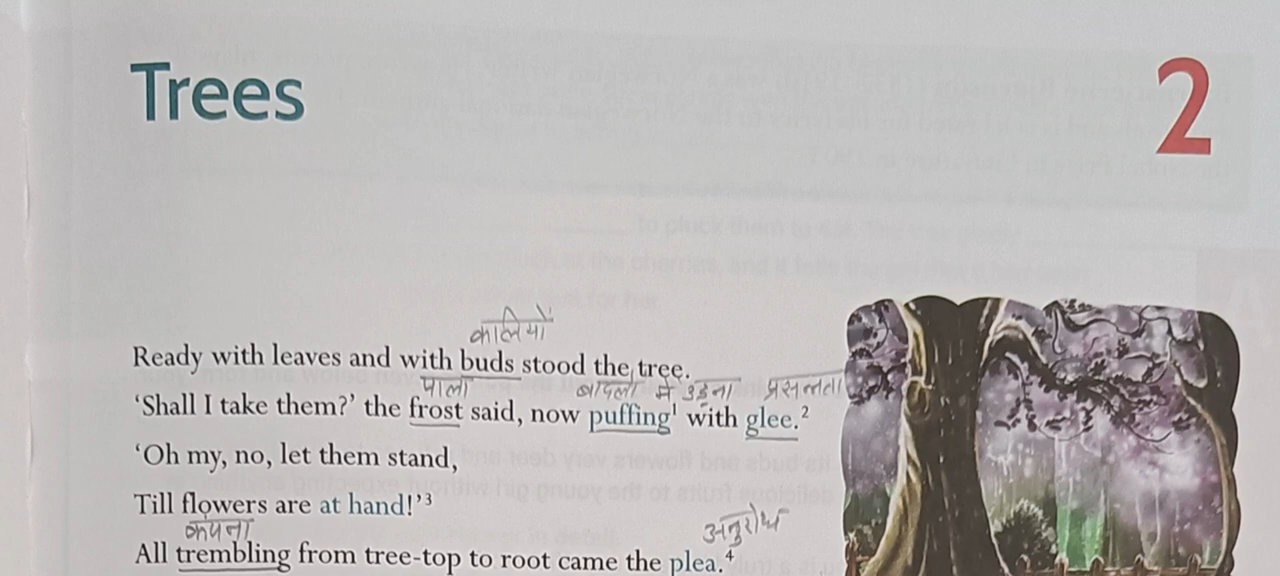 Trees
2
कलियाँ
Ready with leaves and with buds stood the tree.
पाला में उड़ना प्रसन्नता
‘Shall I take them?’ the frost said, now puffing¹ with glee.²
‘Oh my, no, let them stand,
Till flowers are at hand!’³
कांपना अनुरोध
All trembling from tree-top to root came the plea.⁴